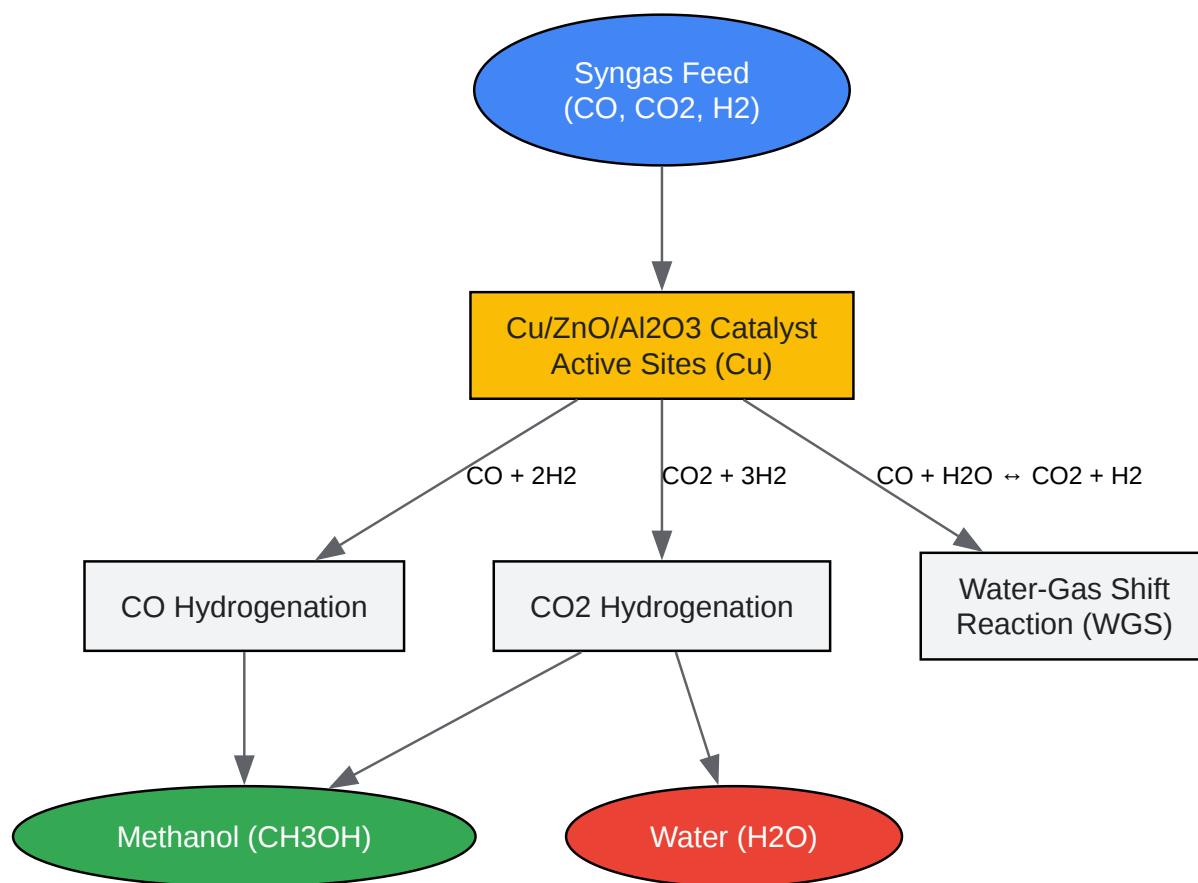 Syngas Feed
(CO, CO2, H2)
Cu/ZnO/Al2O3 Catalyst
Active Sites (Cu)
CO + 2H2
CO2 + 3H2
CO + H2O ↔ CO2 + H2
CO Hydrogenation
CO2 Hydrogenation
Water-Gas Shift
Reaction (WGS)
Methanol (CH3OH)
Water (H2O)